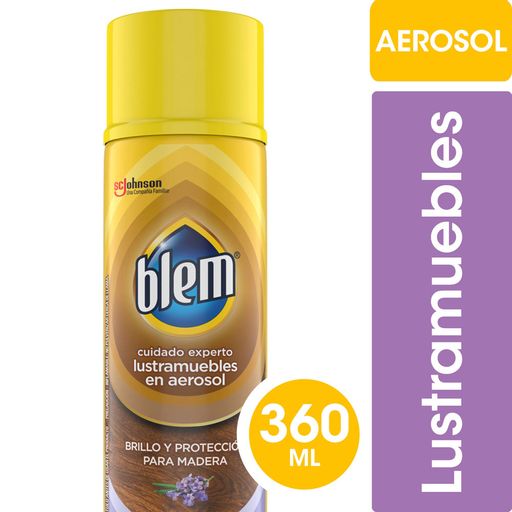 AEROSOL
Lustramuebles
SC Johnson
Una Compañía Familiar
blem®
cuidado experto
lustramuebles
en aerosol
BRILLO Y PROTECCIÓ
PARA MADERA
360
ML